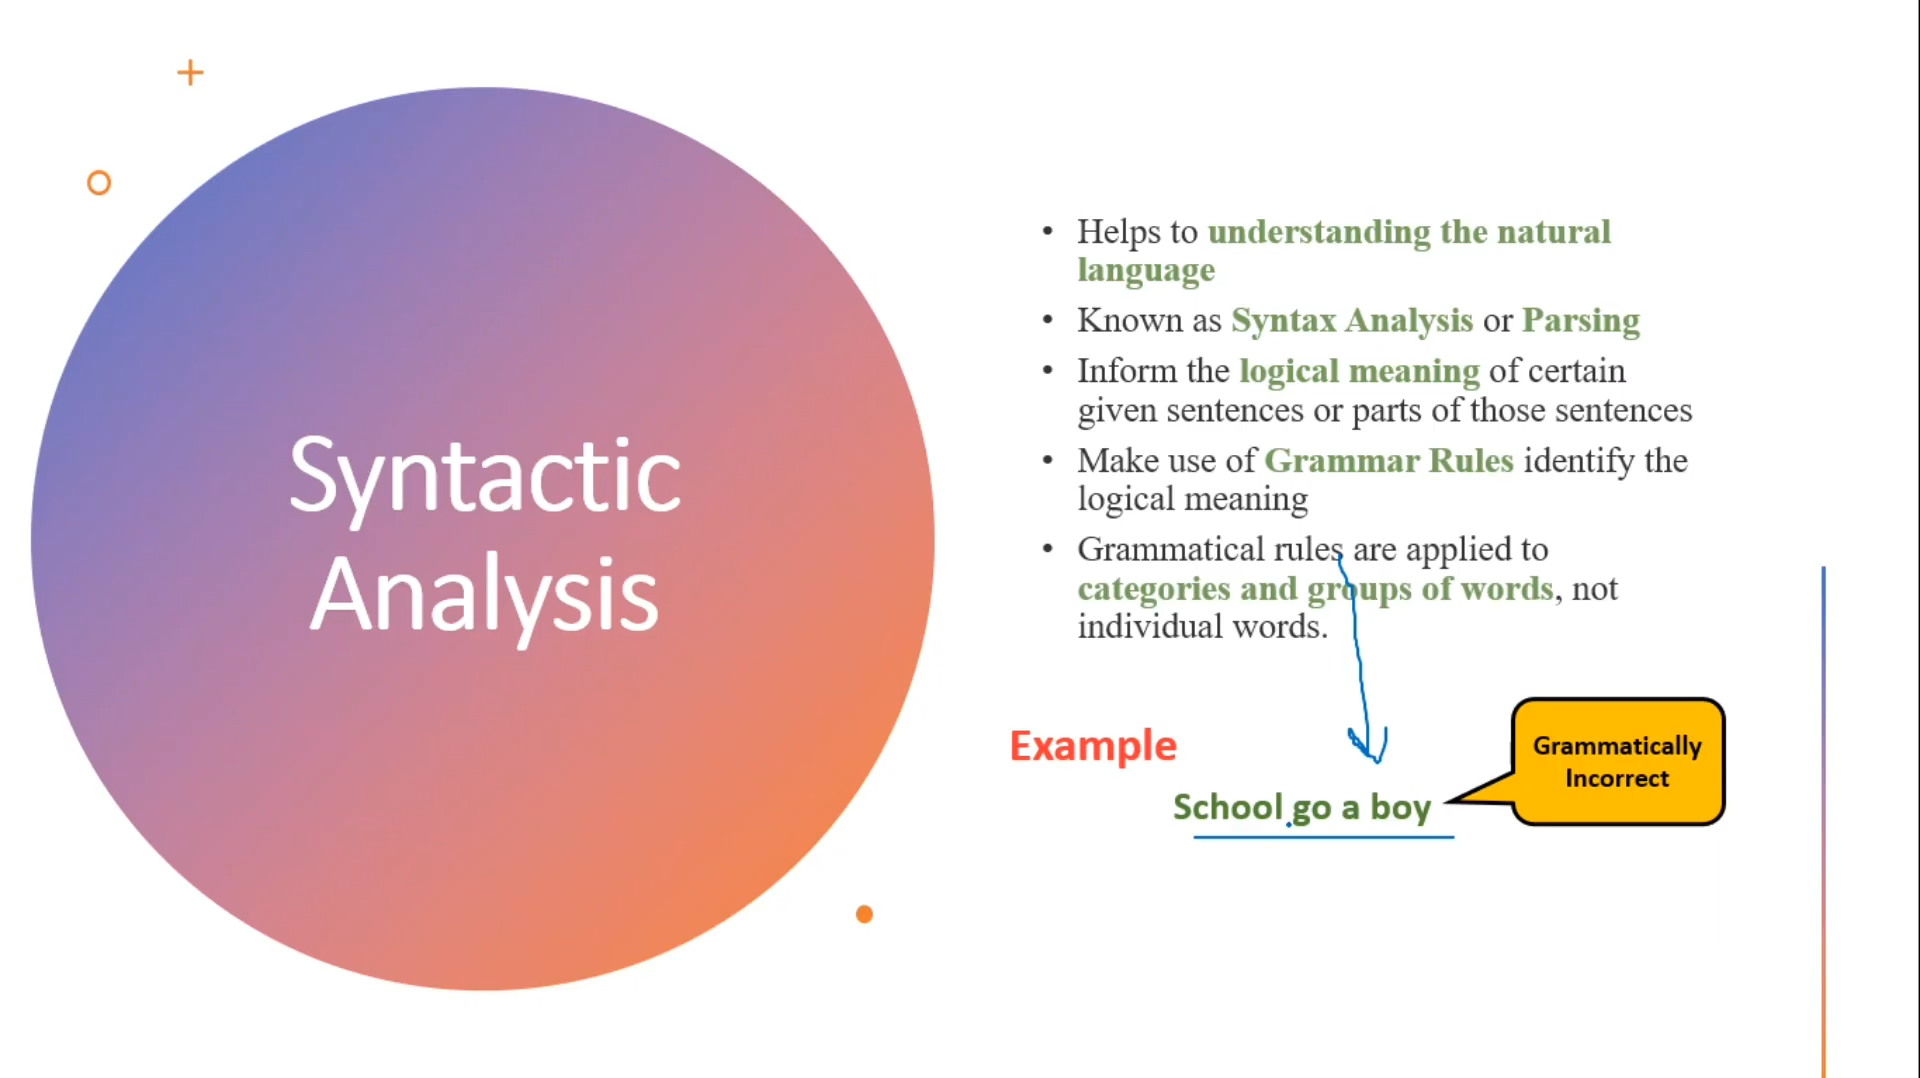 Syntactic
Analysis
• Helps to understanding the natural
language
• Known as Syntax Analysis or Parsing
• Inform the logical meaning of certain
given sentences or parts of those sentences
• Make use of Grammar Rules identify the
logical meaning
• Grammatical rules are applied to
categories and groups of words, not
individual words.
Example
School go a boy
Grammatically
Incorrect